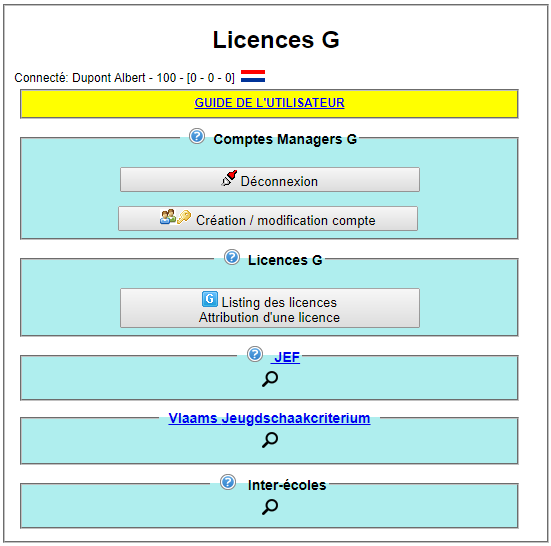 Licences G
Connecté: Dupont Albert - 100 - [0 - 0 - 0]
GUIDE DE L'UTILISATEUR
? Comptes Managers G
Déconnexion
Création / modification compte
? Licences G
G Listing des licences
Attribution d'une licence
? JEF
Vlaams Jeugdschaakcriterium
? Inter-écoles